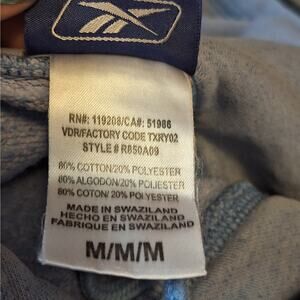 RN#: 119208/CA#: 51986
VDR/FACTORY CODE TXRY02
STYLE # R850A09
80% COTTON/20% POLYESTER
80% ALGODON/20% POLIESTER
80% COTON/ 20% POLYESTER
MADE IN SWAZILAND
HECHO EN SWAZILAND
FABRIQUE EN SWAZILAND
M/M/M